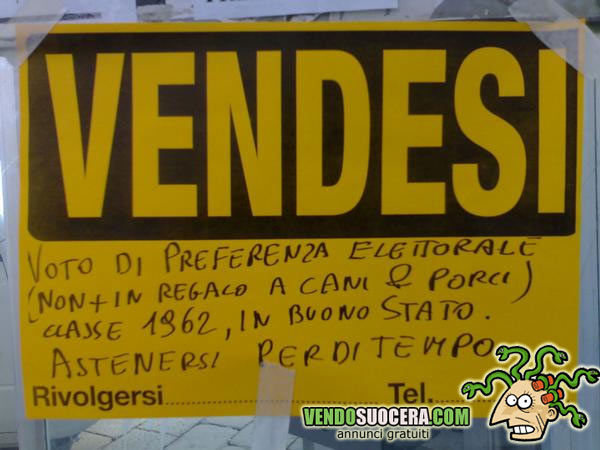 VENDESI
VOTO DI PREFERENZA ELETTORALE
(NON + IN REGALO A CANI & PORCI)
CLASSE 1962, IN BUONO STATO.
ASTENERSI PERDITEMPO
Rivolgersi.......................... Tel.....
VENDOSUOCERA.COM
annunci gratuiti